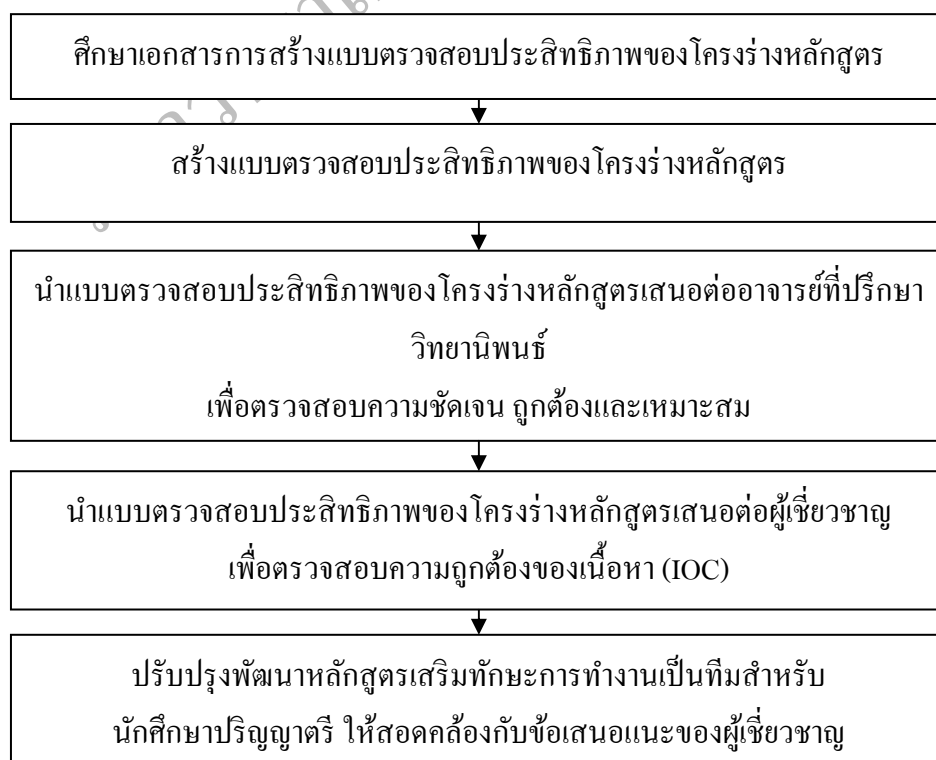 ศึกษาเอกสารการสร้างแบบตรวจสอบประสิทธิภาพของโครงร่างหลักสูตร
สร้างแบบตรวจสอบประสิทธิภาพของโครงร่างหลักสูตร
นำแบบตรวจสอบประสิทธิภาพของโครงร่างหลักสูตรเสนอต่ออาจารย์ที่ปรึกษา
วิทยานิพนธ์
เพื่อตรวจสอบความชัดเจน ถูกต้องและเหมาะสม
นำแบบตรวจสอบประสิทธิภาพของโครงร่างหลักสูตรเสนอต่อผู้เชี่ยวชาญ
เพื่อตรวจสอบความถูกต้องของเนื้อหา (IOC)
ปรับปรุงพัฒนาหลักสูตรเสริมทักษะการทำงานเป็นทีมสำหรับ
นักศึกษาปริญญาตรี ให้สอดคล้องกับข้อเสนอแนะของผู้เชี่ยวชาญ